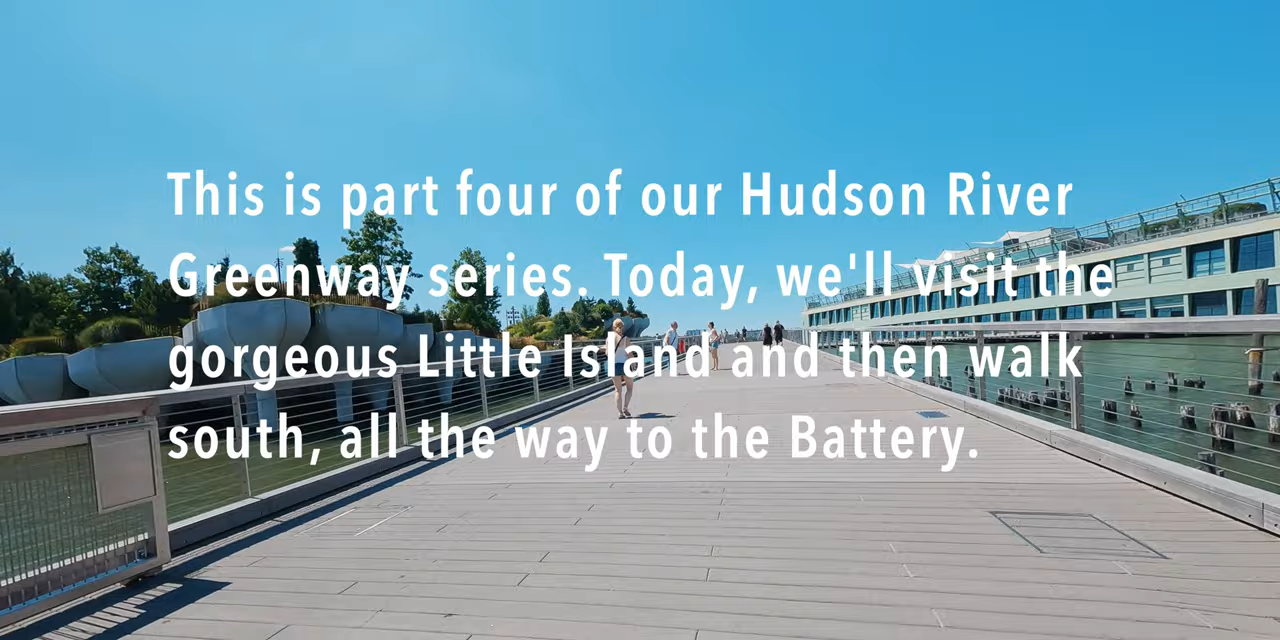 This is part four of our Hudson River
Greenway series. Today, we'll visit the
gorgeous Little Island and then walk
south, all the way to the Battery.